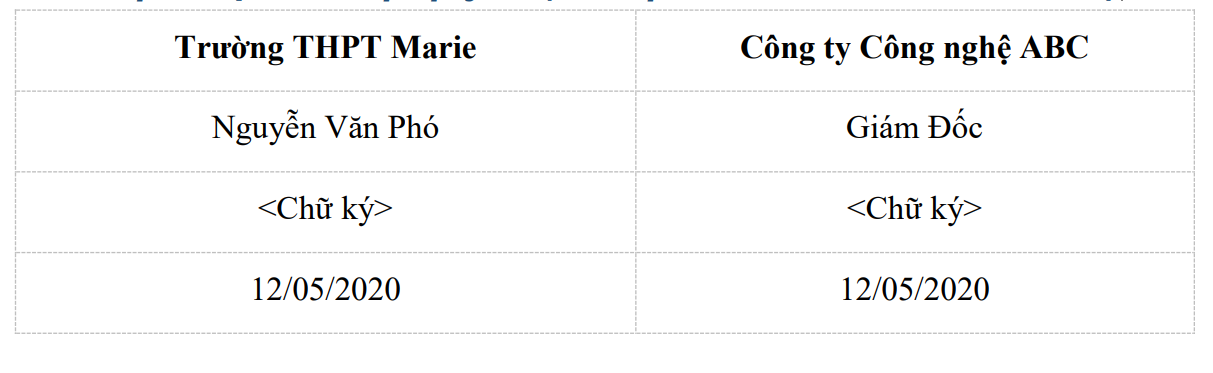 Trường THPT Marie
Công ty Công nghệ ABC
Nguyễn Văn Phó
Giám Đốc
<Chữ ký>
<Chữ ký>
12/05/2020
12/05/2020